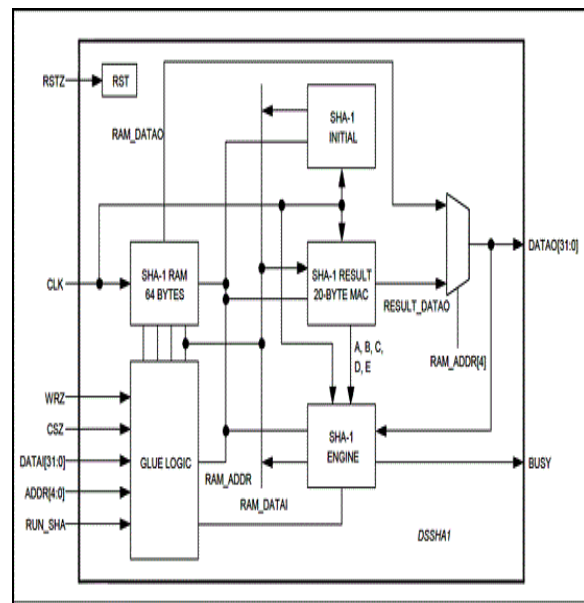 RSTZ
RST
RAM_DATAO
SHA-1
INITIAL
CLK
SHA-1 RAM
64 BYTES
SHA-1 RESULT
20-BYTE MAC
RESULT_DATAO
DATAO[31:0]
A, B, C,
D, E
RAM_ADDR[4]
WRZ
CSZ
DATAI[31:0]
ADDR[4:0]
RUN_SHA
GLUE LOGIC
RAM_ADDR
RAM_DATAI
SHA-1
ENGINE
BUSY
DSSHA1